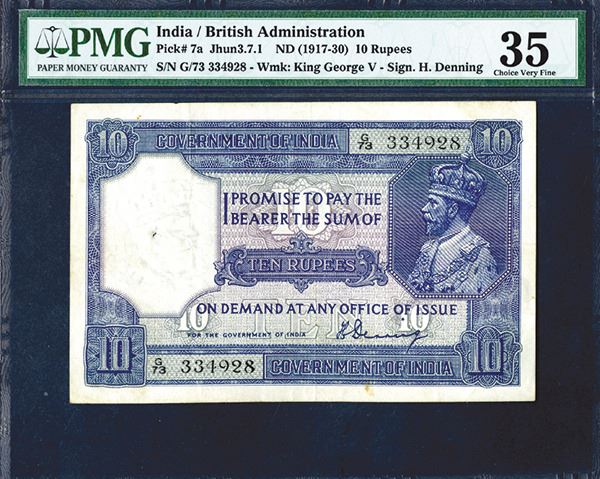 PMG
PAPER MONEY GUARANTY
India / British Administration
Pick# 7a Jhun3.7.1 ND (1917-30) 10 Rupees
S/N G/73 334928 - Wmk: King George V - Sign. H. Denning
35
Choice Very Fine
10 GOVERNMENT OF INDIA G/73 334928 10
10
I PROMISE TO PAY THE
BEARER THE SUM OF
TEN RUPEES
ON DEMAND AT ANY OFFICE OF ISSUE
10 TEN 10
FOR THE GOVERNMENT OF INDIA
H Denning
10 G/73 334928 GOVERNMENT OF INDIA 10